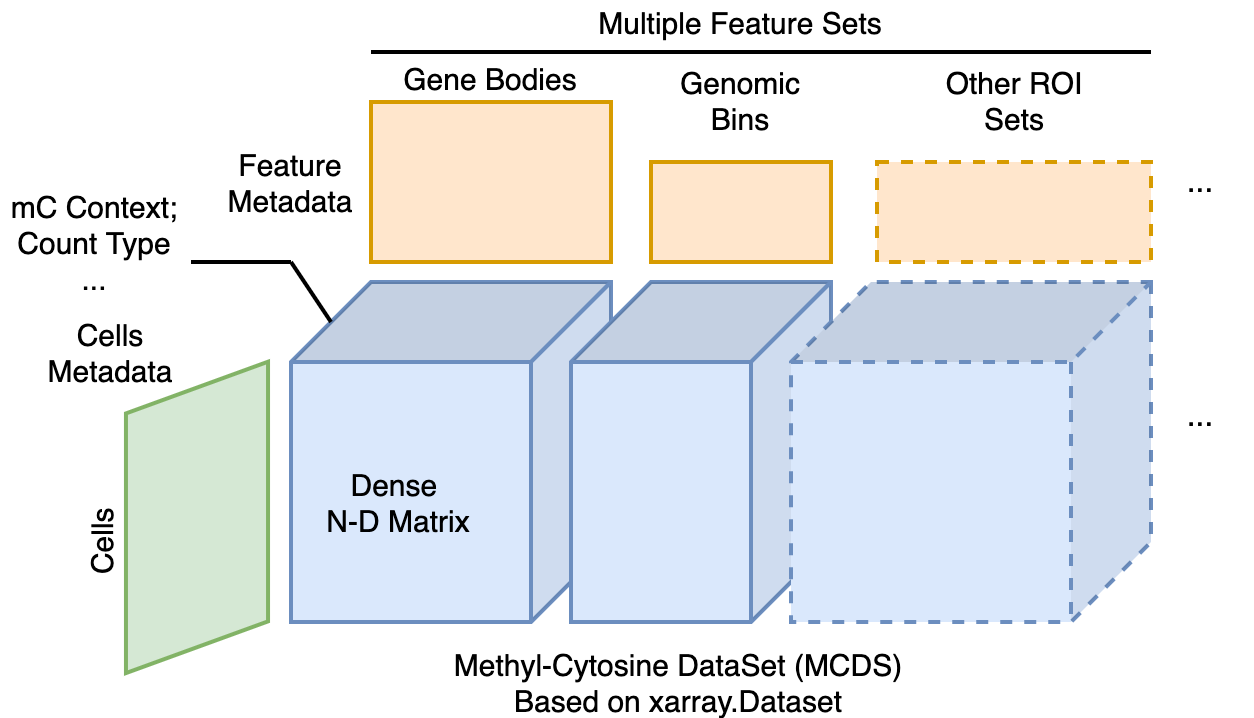 Multiple Feature Sets
Gene Bodies
Genomic
Bins
Other ROI
Sets
Feature
Metadata
...
mC Context;
Count Type
...
Cells
Metadata
...
Cells
Dense
N-D Matrix
Methyl-Cytosine DataSet (MCDS)
Based on xarray.Dataset